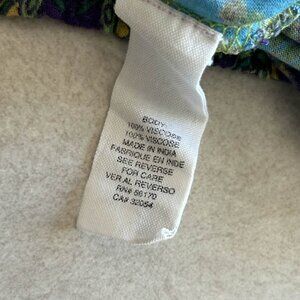 BODY:
100% VISCOSE
100% VISCOSE
MADE IN INDIA
FABRIQUE EN INDE
SEE REVERSE
FOR CARE
VER AL REVERSO
RN# 56170
CA# 32054